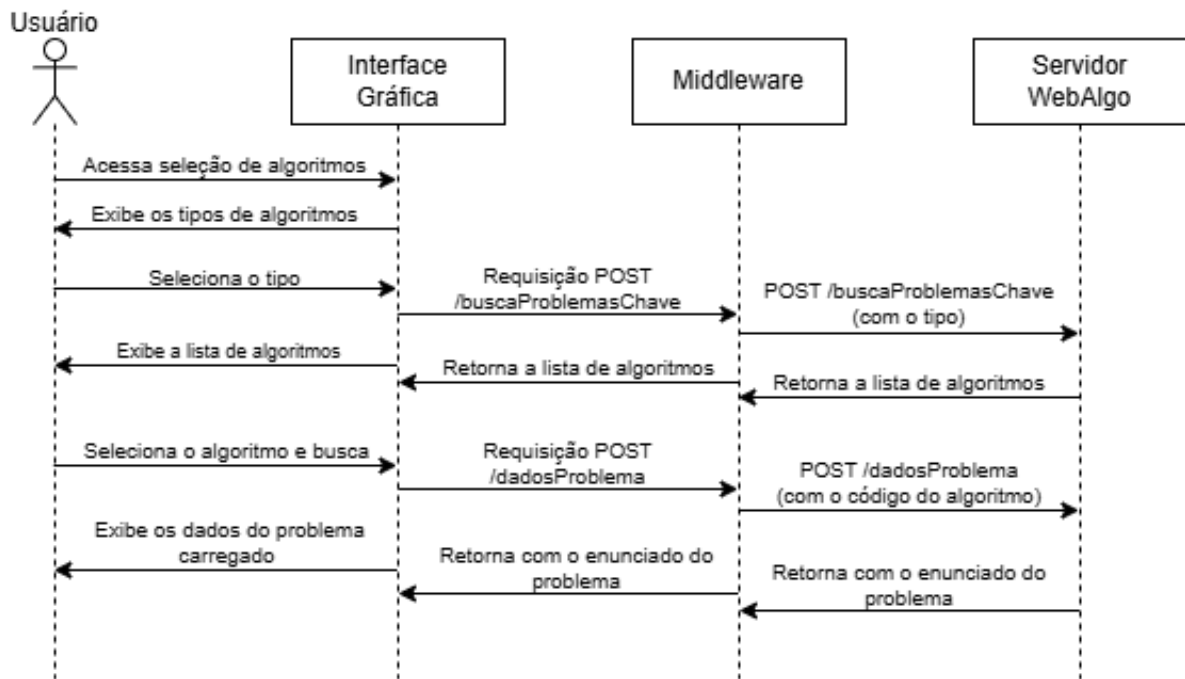 Usuário
Interface
Gráfica
Middleware
Servidor
WebAlgo
Acessa seleção de algoritmos
Exibe os tipos de algoritmos
Seleciona o tipo
Requisição POST
/buscaProblemasChave
POST /buscaProblemasChave
(com o tipo)
Exibe a lista de algoritmos
Retorna a lista de algoritmos
Retorna a lista de algoritmos
Seleciona o algoritmo e busca
Requisição POST
/dadosProblema
POST /dadosProblema
(com o código do algoritmo)
Exibe os dados do problema
carregado
Retorna com o enunciado do
problema
Retorna com o enunciado do
problema